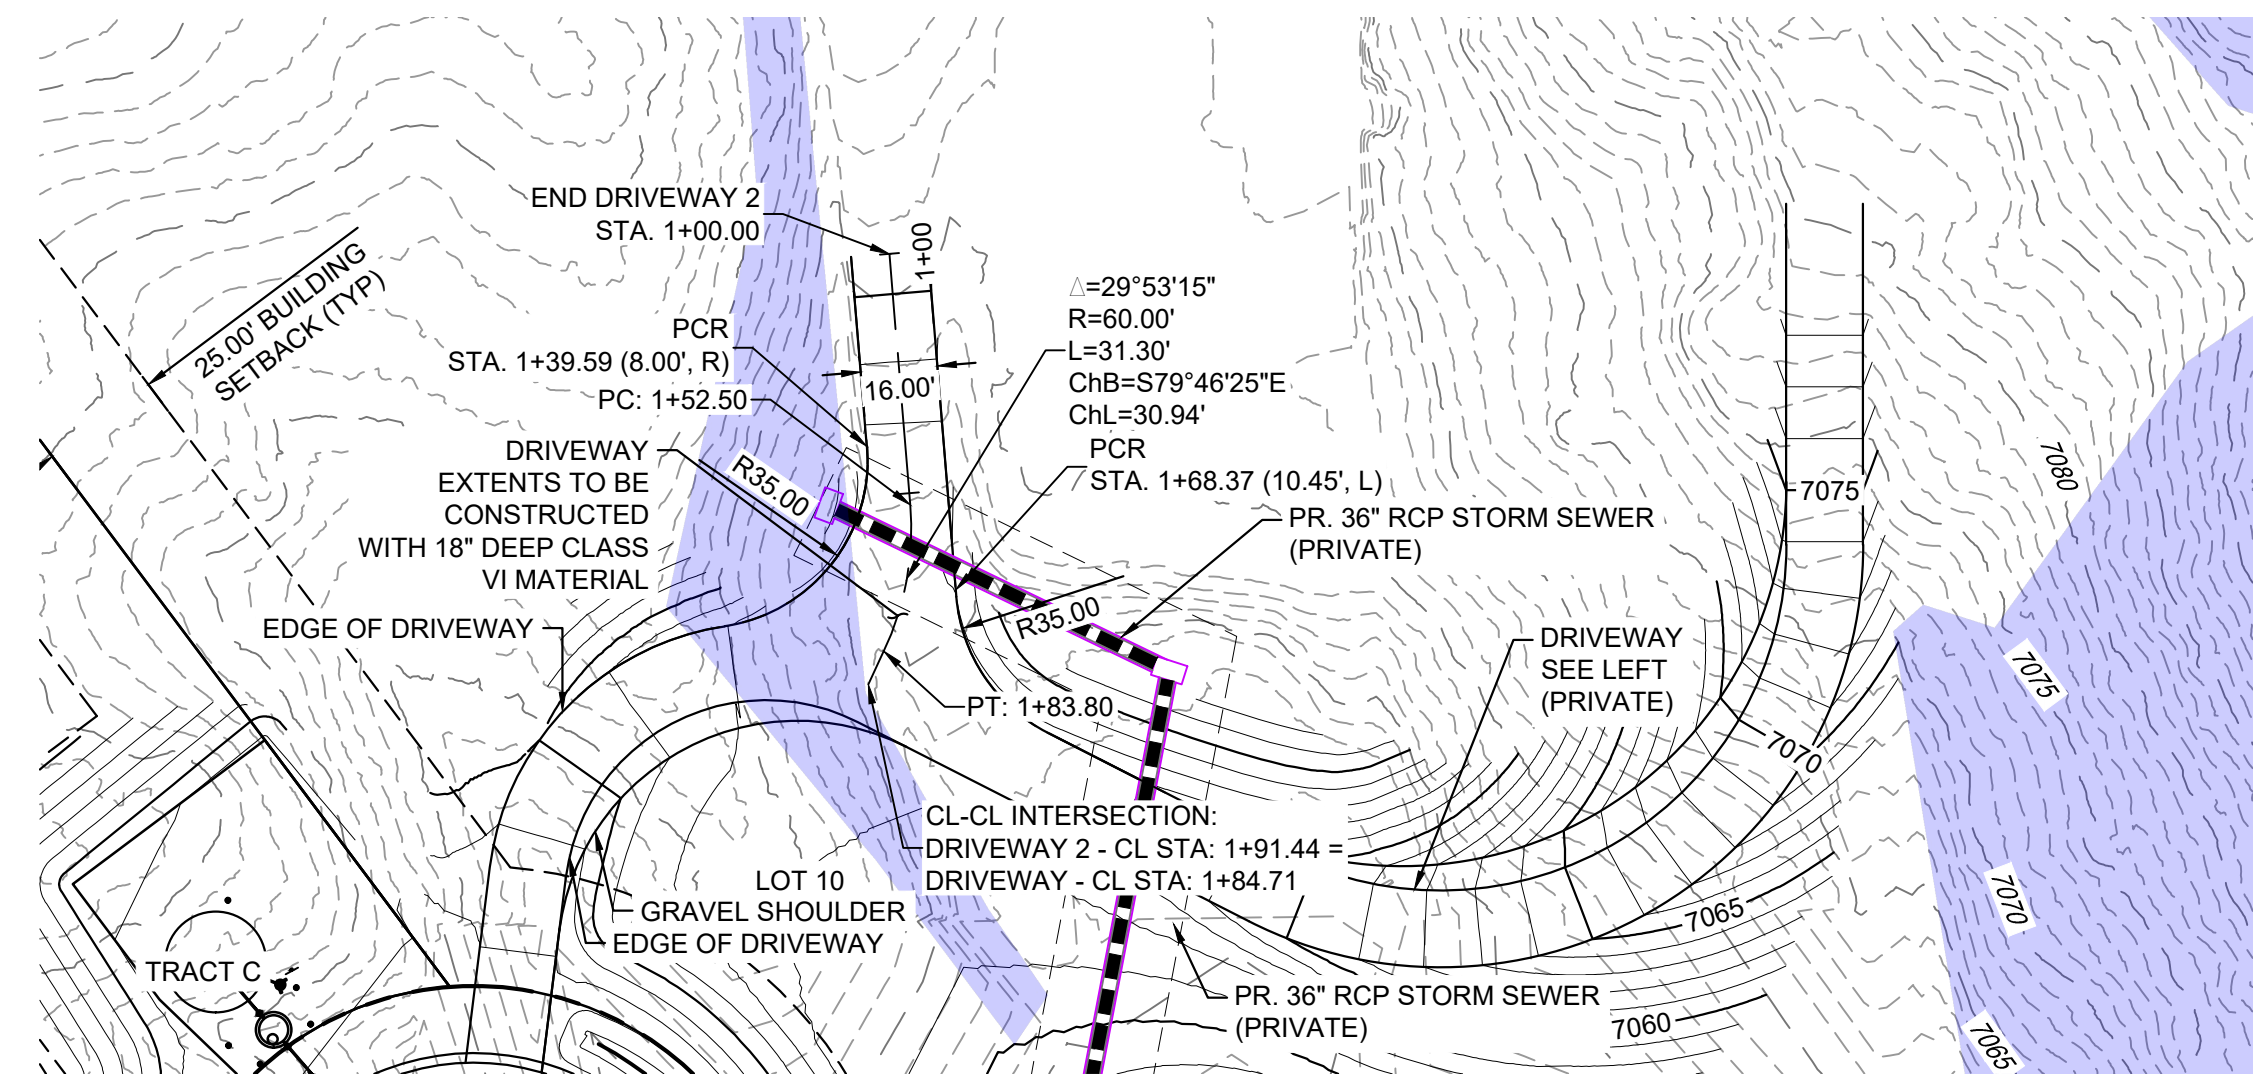 END DRIVEWAY 2
STA. 1+00.00
1+00
25.00' BUILDING
SETBACK (TYP)
PCR
STA. 1+39.59 (8.00', R)
PC: 1+52.50
16.00'
Δ=29°53'15"
R=60.00'
L=31.30'
ChB=S79°46'25"E
ChL=30.94'
PCR
STA. 1+68.37 (10.45', L)
DRIVEWAY
EXTENTS TO BE
CONSTRUCTED
WITH 18" DEEP CLASS
VI MATERIAL
R35.00
PR. 36" RCP STORM SEWER
(PRIVATE)
7075
7080
EDGE OF DRIVEWAY
R35.00
DRIVEWAY
SEE LEFT
(PRIVATE)
7075
PT: 1+83.80
7070
CL-CL INTERSECTION:
DRIVEWAY 2 - CL STA: 1+91.44 =
DRIVEWAY - CL STA: 1+84.71
LOT 10
GRAVEL SHOULDER
EDGE OF DRIVEWAY
7065
7070
TRACT C
PR. 36" RCP STORM SEWER
(PRIVATE)
7060
7065